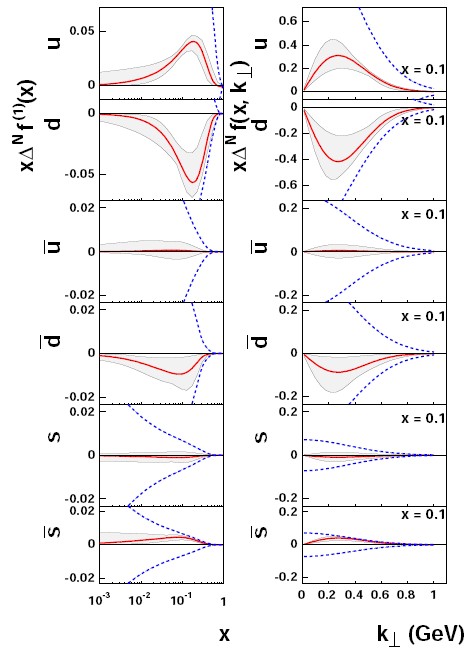 x∆ᴺf⁽¹⁾(x)
u
0.05
0
d
0
-0.05
u̅
0.02
0
-0.02
d̅
0.02
0
-0.02
s
0.02
0
-0.02
s̅
0.02
0
-0.02
10⁻³ 10⁻² 10⁻¹ 1
x
x∆ᴺf(x, k⊥)
u
0.6
0.4
0.2
0
x = 0.1
d
0
-0.2
-0.4
-0.6
x = 0.1
u̅
0.2
0
-0.2
x = 0.1
d̅
0
-0.2
x = 0.1
s
0.2
0
-0.2
x = 0.1
s̅
0.2
0
-0.2
x = 0.1
0 0.2 0.4 0.6 0.8 1
k⊥ (GeV)